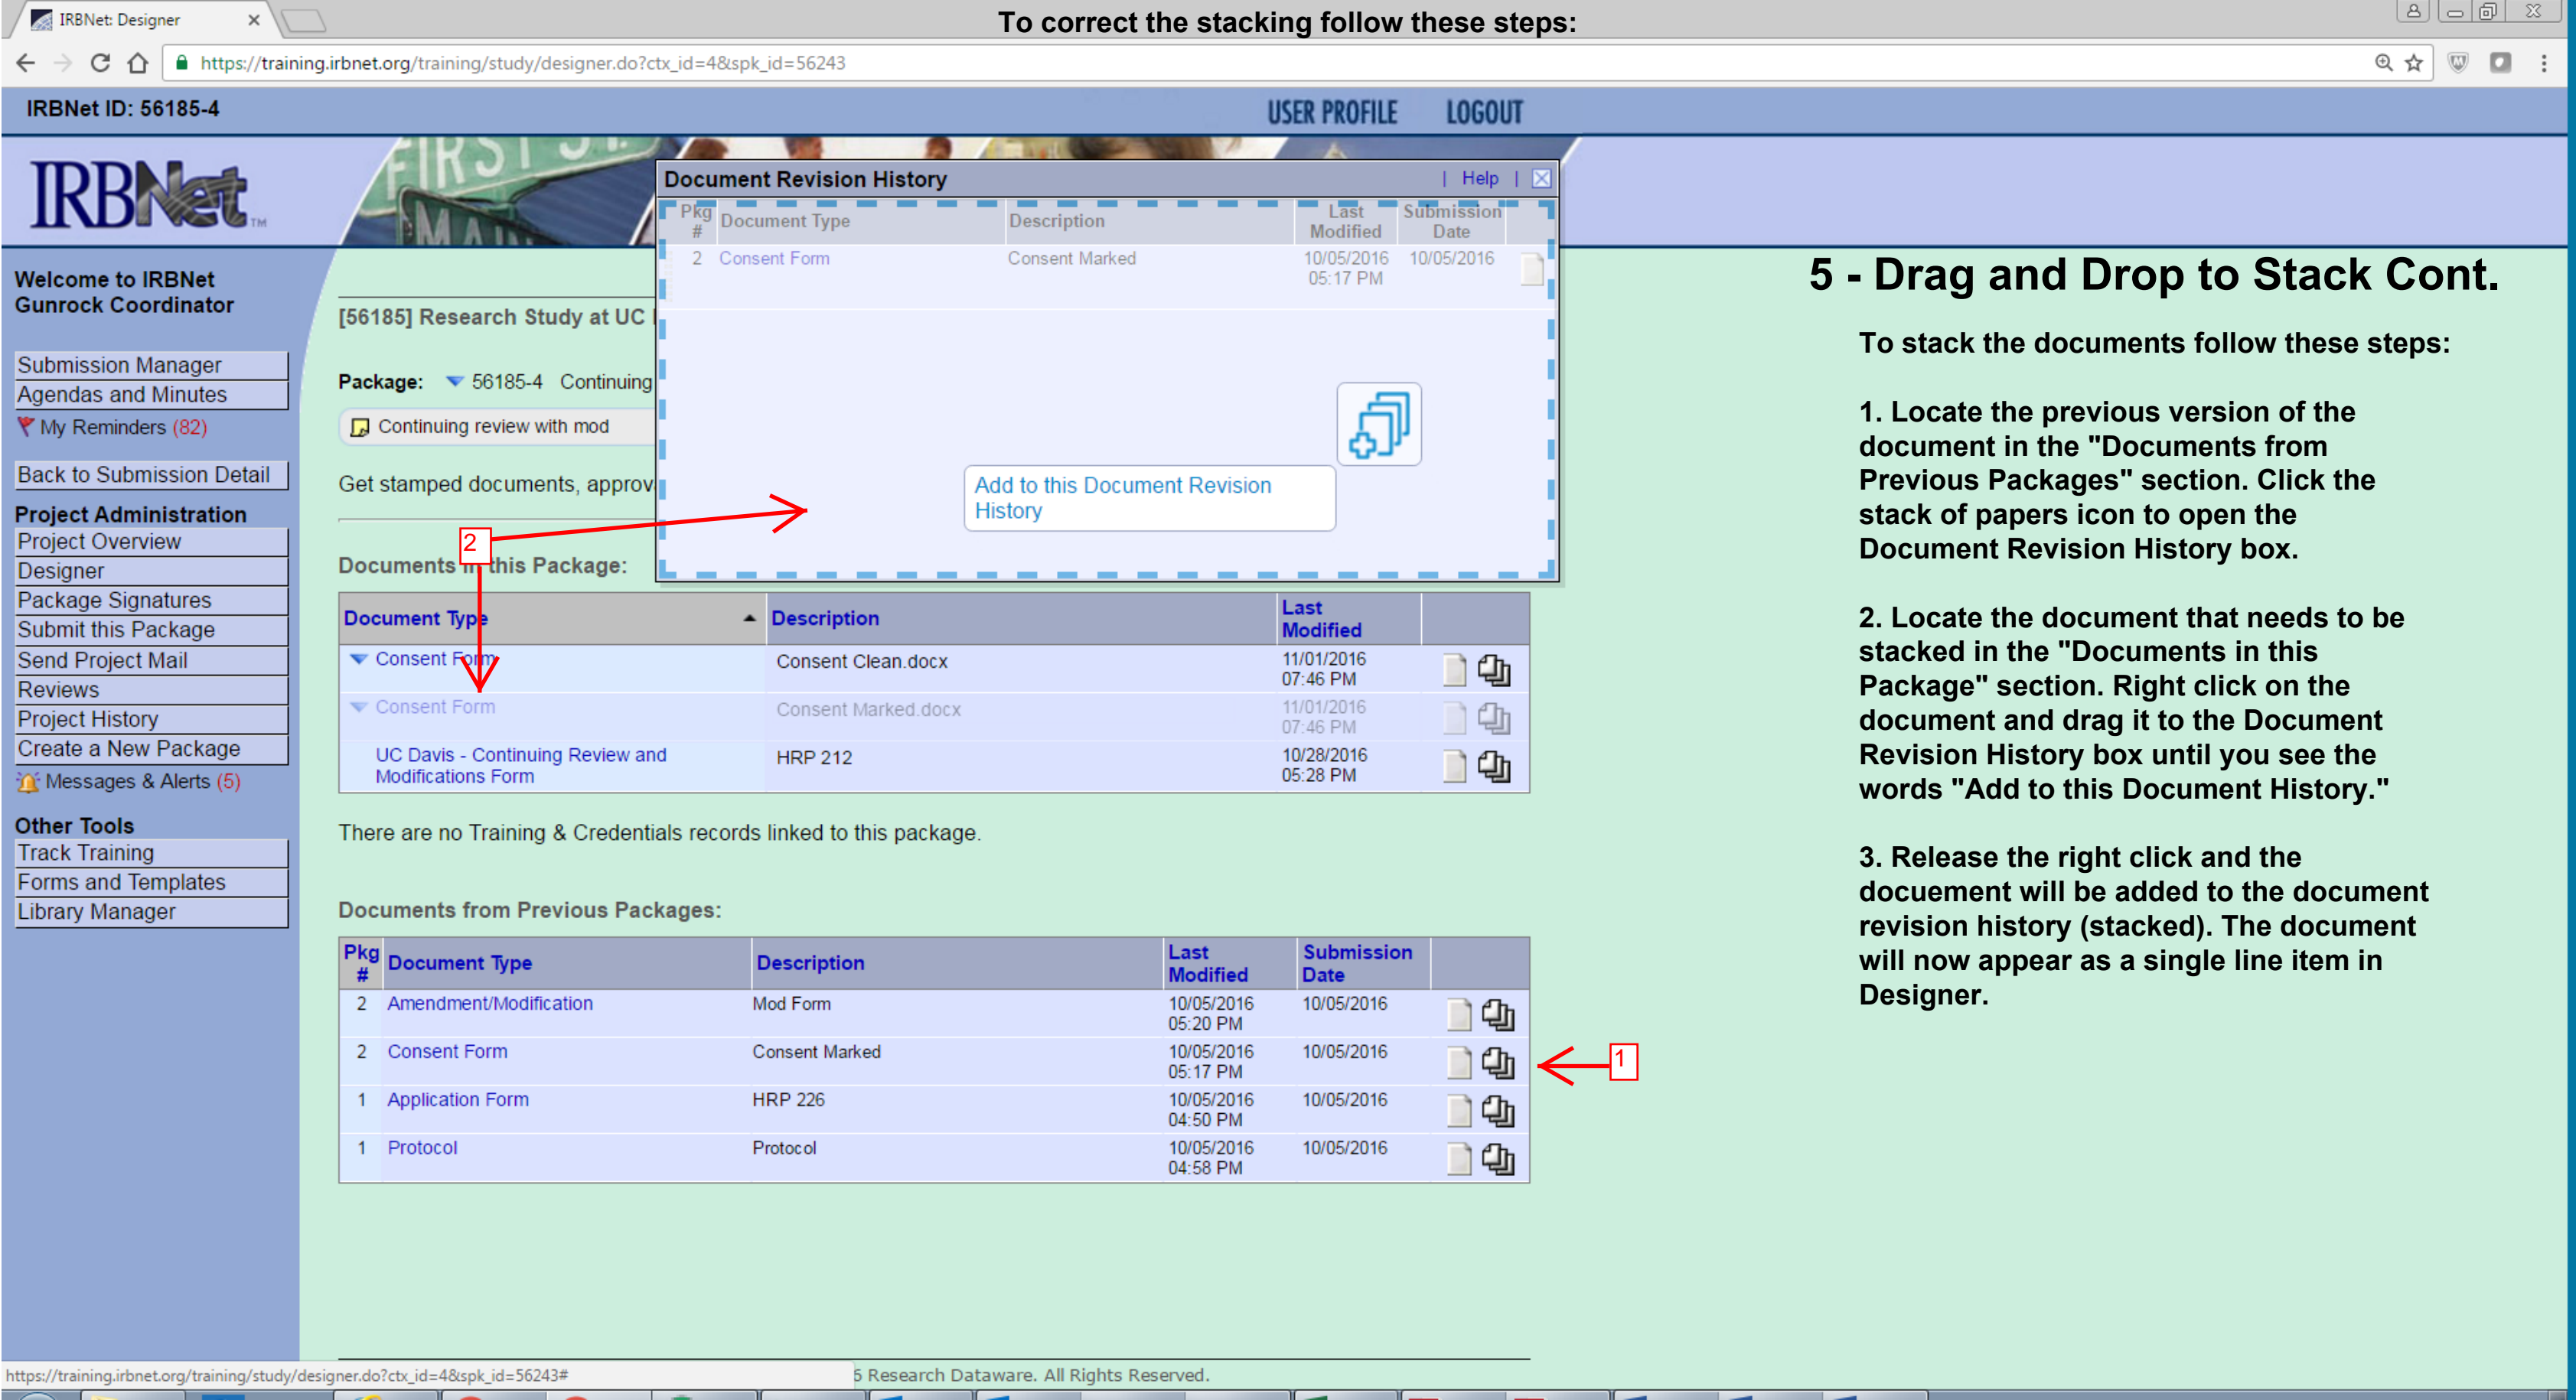 IRBNet: Designer
To correct the stacking follow these steps:
https://training.irbnet.org/training/study/designer.do?ctx_id=4&spk_id=56243
IRBNet ID: 56185-4
USER PROFILE LOGOUT
FIRST ST.
MAIN
IRBNet TM
Welcome to IRBNet
Gunrock Coordinator
Submission Manager
Agendas and Minutes
My Reminders (82)
Back to Submission Detail
Project Administration
Project Overview
Designer
Package Signatures
Submit this Package
Send Project Mail
Reviews
Project History
Create a New Package
Messages & Alerts (5)
Other Tools
Track Training
Forms and Templates
Library Manager
[56185] Research Study at UC
Package: 56185-4 Continuing
Continuing review with mod
Get stamped documents, approv
Document Revision History | Help |
Pkg # Document Type Description Last Modified Submission Date
2 Consent Form Consent Marked 10/05/2016 05:17 PM 10/05/2016
Add to this Document Revision
History
2
Documents in this Package:
Document Type Description Last Modified
Consent Form Consent Clean.docx 11/01/2016 07:46 PM
Consent Form Consent Marked.docx 11/01/2016 07:46 PM
UC Davis - Continuing Review and Modifications Form HRP 212 10/28/2016 05:28 PM
There are no Training & Credentials records linked to this package.
Documents from Previous Packages:
Pkg # Document Type Description Last Modified Submission Date
2 Amendment/Modification Mod Form 10/05/2016 05:20 PM 10/05/2016
2 Consent Form Consent Marked 10/05/2016 05:17 PM 10/05/2016
1
1 Application Form HRP 226 10/05/2016 04:50 PM 10/05/2016
1 Protocol Protocol 10/05/2016 04:58 PM 10/05/2016
5 - Drag and Drop to Stack Cont.
To stack the documents follow these steps:
1. Locate the previous version of the
document in the "Documents from
Previous Packages" section. Click the
stack of papers icon to open the
Document Revision History box.
2. Locate the document that needs to be
stacked in the "Documents in this
Package" section. Right click on the
document and drag it to the Document
Revision History box until you see the
words "Add to this Document History."
3. Release the right click and the
docuement will be added to the document
revision history (stacked). The document
will now appear as a single line item in
Designer.
https://training.irbnet.org/training/study/designer.do?ctx_id=4&spk_id=56243#
6 Research Dataware. All Rights Reserved.